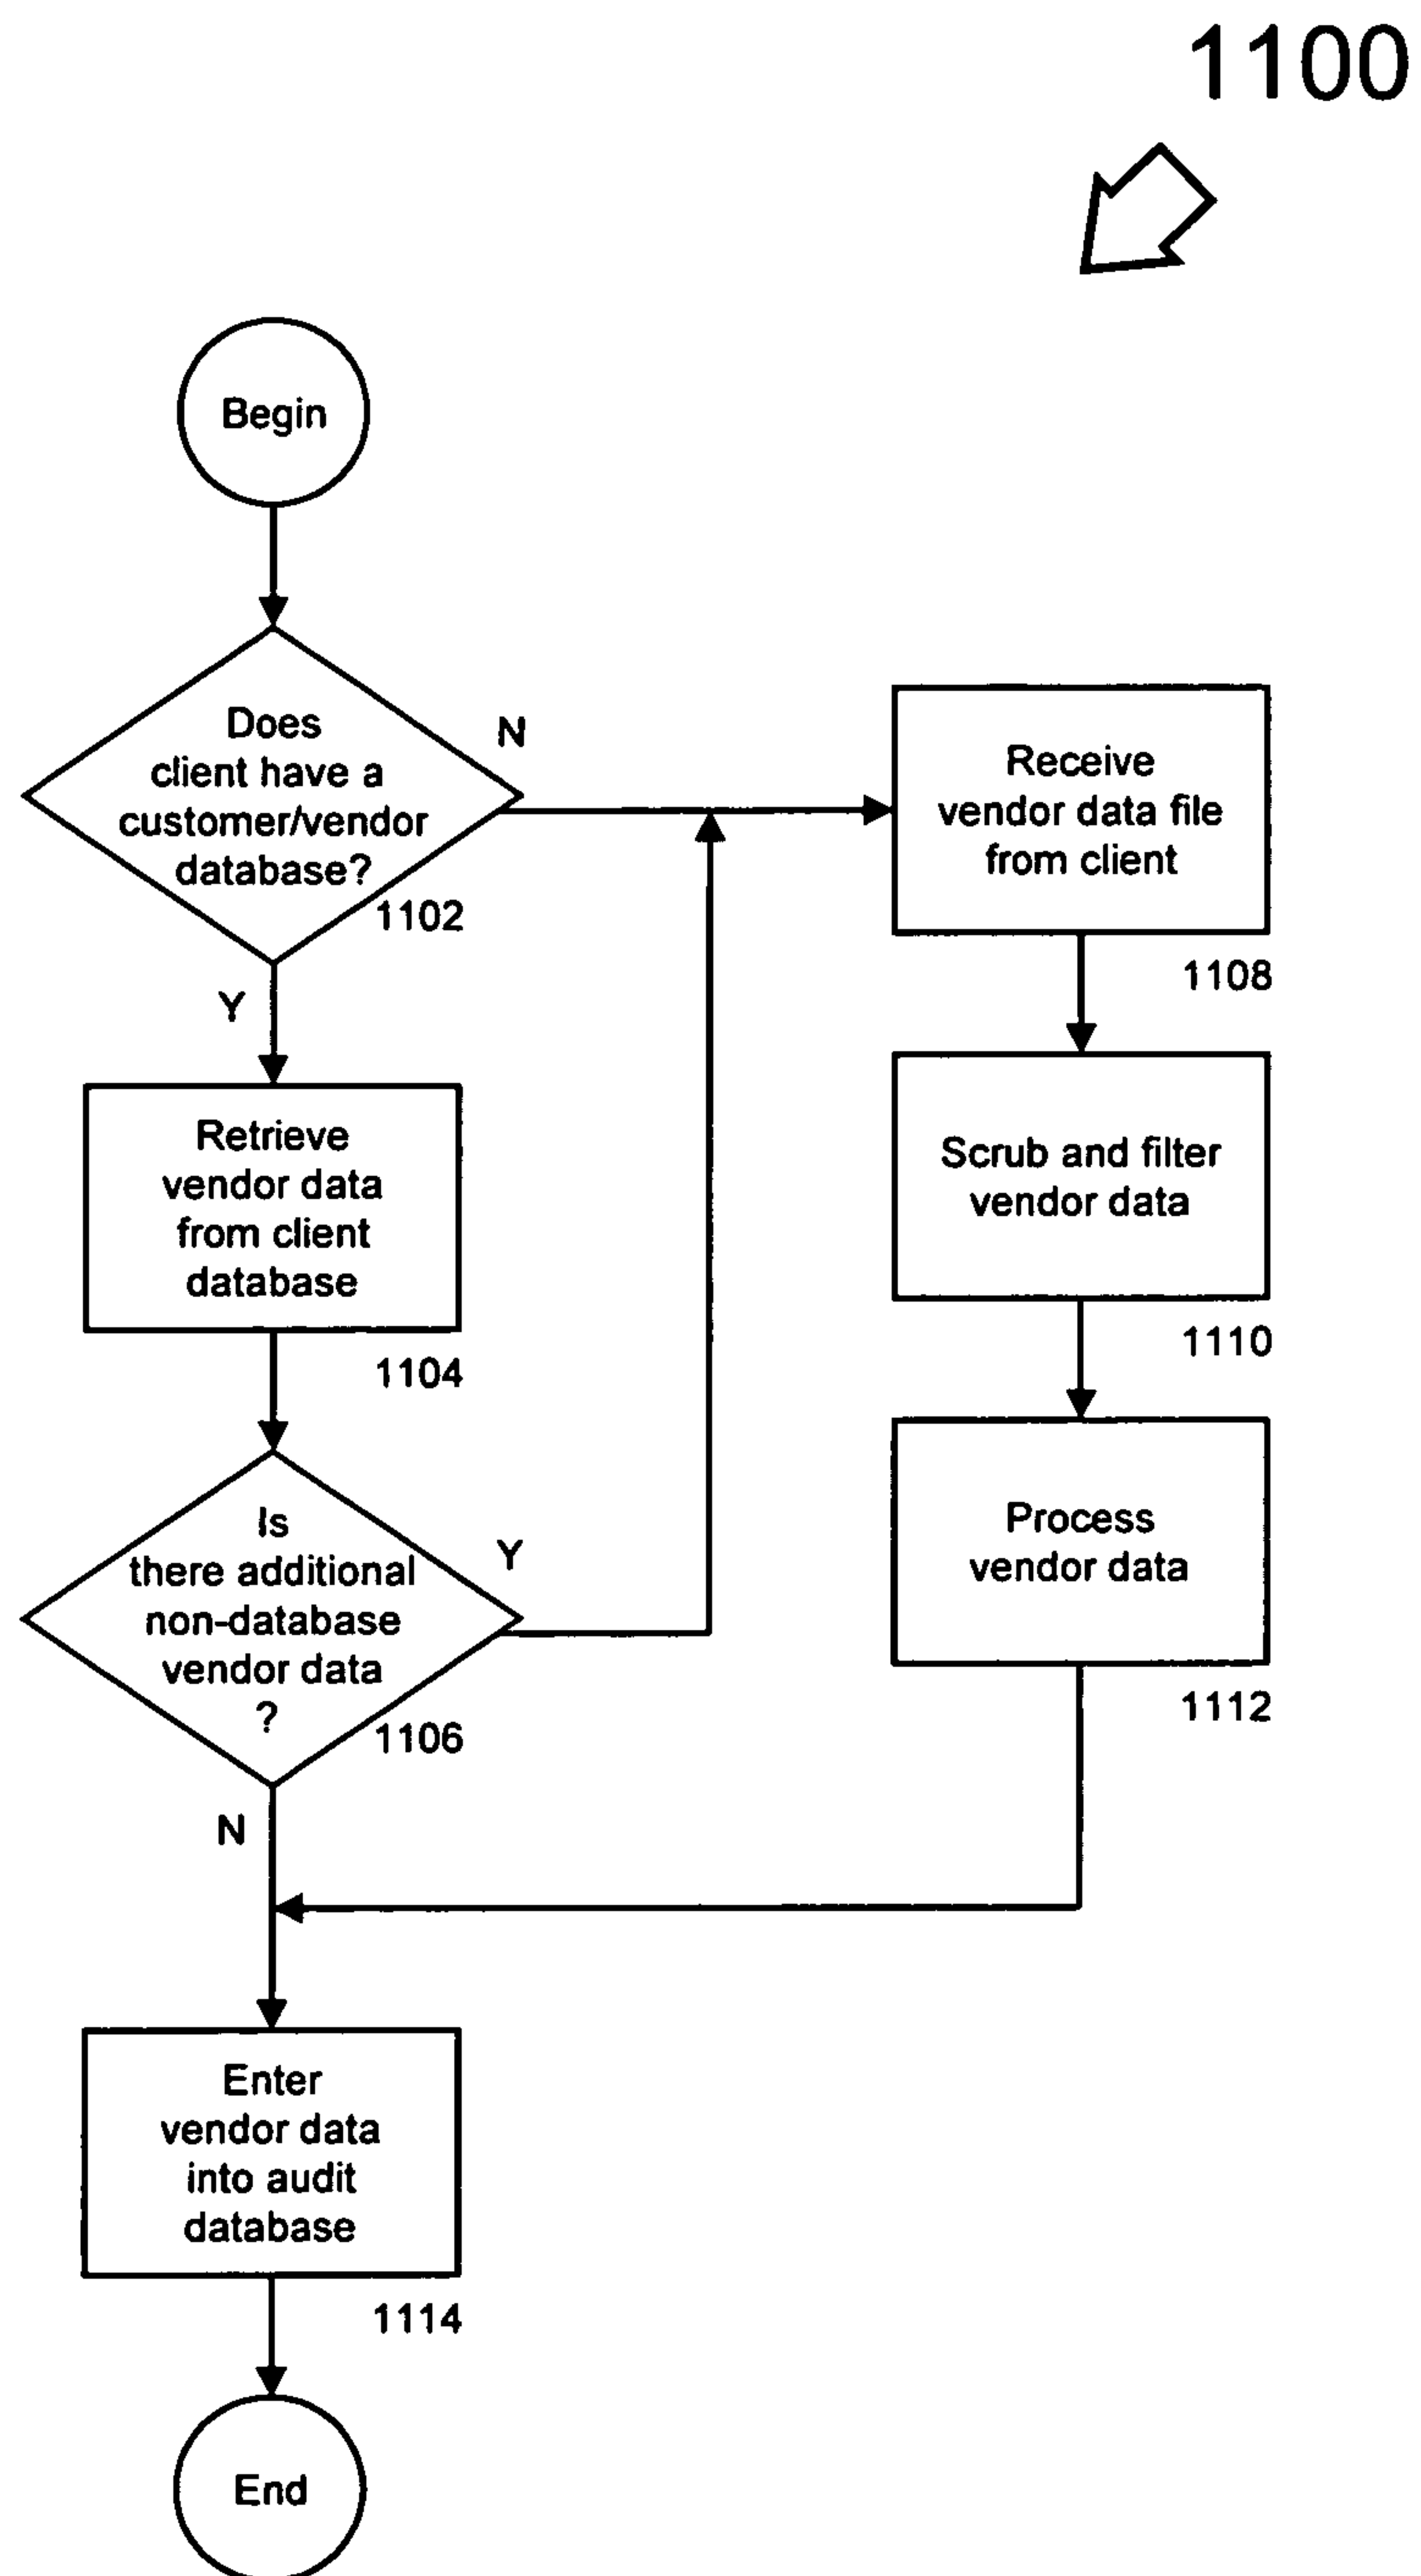 1100
Begin
Does
client have a
customer/vendor
database?
1102
N
Y
Retrieve
vendor data
from client
database
1104
Is
there additional
non-database
vendor data
?
1106
Y
N
Receive
vendor data file
from client
1108
Scrub and filter
vendor data
1110
Process
vendor data
1112
Enter
vendor data
into audit
database
1114
End